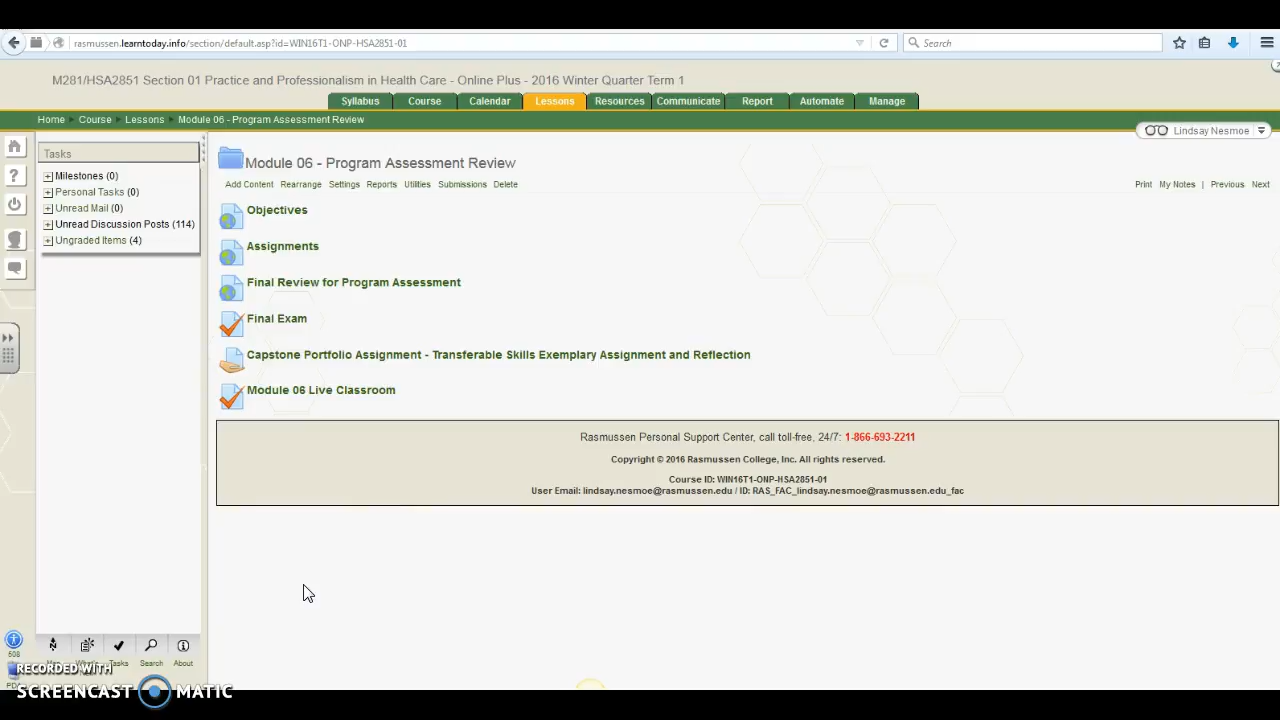 rasmussen.learntoday.info/section/default.asp?id=WIN16T1-ONP-HSA2851-01
Search
M281/HSA2851 Section 01 Practice and Professionalism in Health Care - Online Plus - 2016 Winter Quarter Term 1
Syllabus Course Calendar Lessons Resources Communicate Report Automate Manage
Home Course Lessons Module 06 - Program Assessment Review
Lindsay Nesmoe
Tasks
Milestones (0)
Personal Tasks (0)
Unread Mail (0)
Unread Discussion Posts (114)
Ungraded Items (4)
Module 06 - Program Assessment Review
Add Content Rearrange Settings Reports Utilities Submissions Delete
Print My Notes | Previous Next
Objectives
Assignments
Final Review for Program Assessment
Final Exam
Capstone Portfolio Assignment - Transferable Skills Exemplary Assignment and Reflection
Module 06 Live Classroom
Rasmussen Personal Support Center, call toll-free, 24/7: 1-866-693-2211
Copyright © 2016 Rasmussen College, Inc. All rights reserved.
Course ID: WIN16T1-ONP-HSA2851-01
User Email: lindsay.nesmoe@rasmussen.edu / ID: RAS_FAC_lindsay.nesmoe@rasmussen.edu_fac
508
Tasks Search About
RECORDED WITH
SCREENCAST MATIC